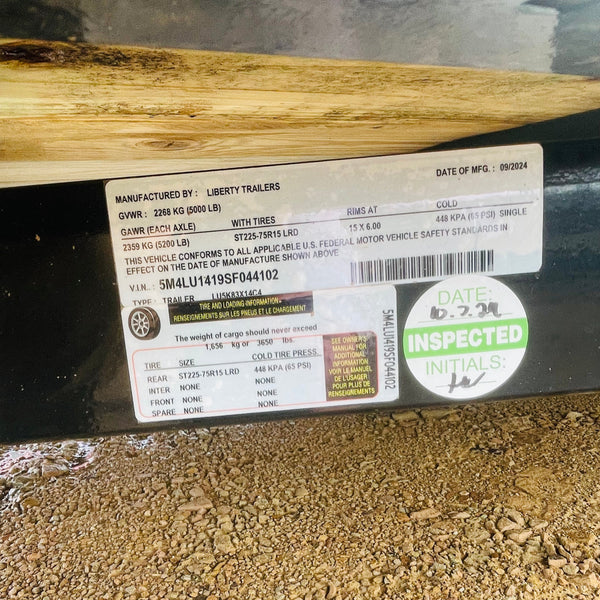 MANUFACTURED BY : LIBERTY TRAILERS
DATE OF MFG. : 09/2024
GVWR : 2268 KG (5000 LB)
GAWR (EACH AXLE) WITH TIRES RIMS AT COLD
2359 KG (5200 LB) ST225-75R15 LRD 15 X 6.00 448 KPA (65 PSI) SINGLE
THIS VEHICLE CONFORMS TO ALL APPLICABLE U.S. FEDERAL MOTOR VEHICLE SAFETY STANDARDS IN
EFFECT ON THE DATE OF MANUFACTURE SHOWN ABOVE
V.I.N.: 5M4LU1419SF044102
TYPE: TRAILER LU5K83X14C4
TIRE AND LOADING INFORMATION
RENSEIGNEMENTS SUR LES PNEUS ET LE CHARGEMENT
The weight of cargo should never exceed
1,656 kg or 3650 lbs.
TIRE SIZE COLD TIRE PRESS.
REAR ST225-75R15 LRD 448 KPA (65 PSI)
INTER NONE NONE
FRONT NONE NONE
SPARE NONE NONE
SEE OWNER'S
MANUAL FOR
ADDITIONAL
INFORMATION
VOIR LE MANUEL
DE L'USAGER
POUR PLUS DE
RENSEIGNEMENTS
5M4LU1419SF044102
DATE:
INSPECTED
INITIALS: